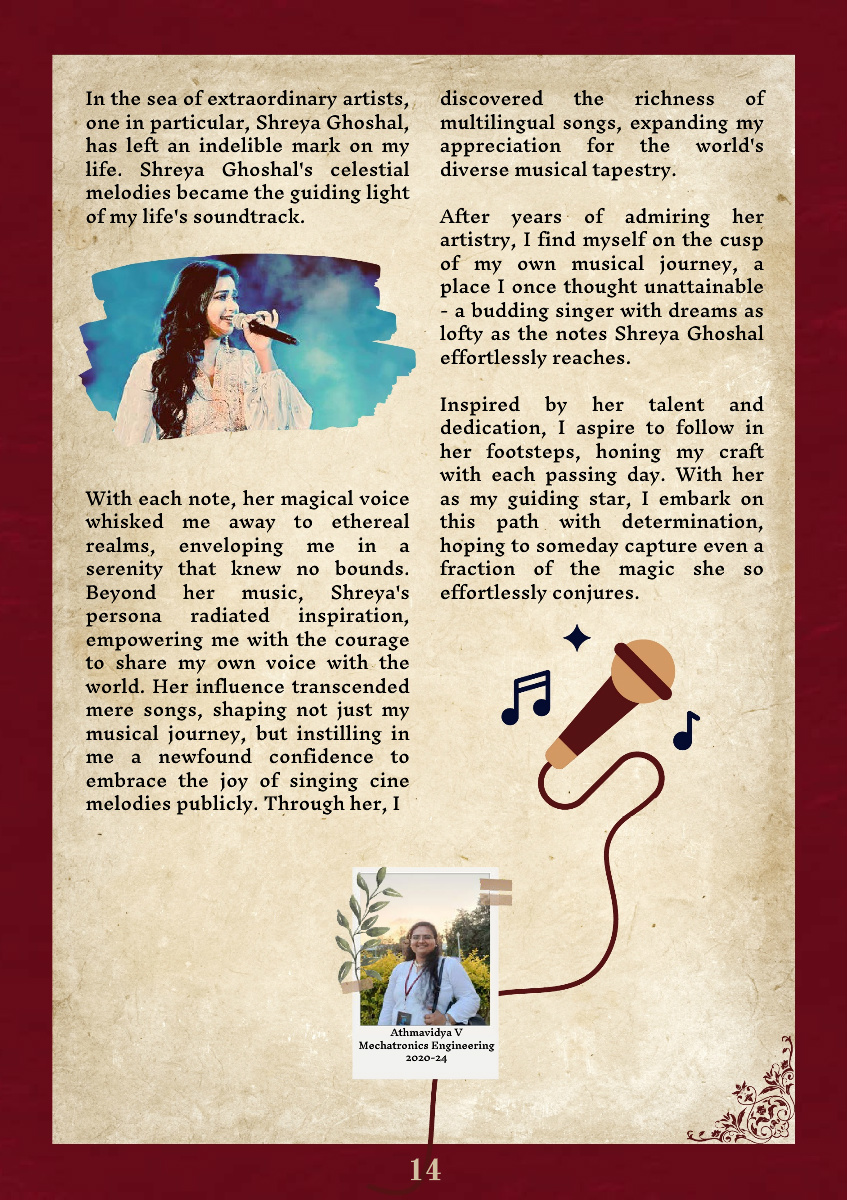 In the sea of extraordinary artists,
one in particular, Shreya Ghoshal,
has left an indelible mark on my
life. Shreya Ghoshal's celestial
melodies became the guiding light
of my life's soundtrack.
With each note, her magical voice
whisked me away to ethereal
realms, enveloping me in a
serenity that knew no bounds.
Beyond her music, Shreya's
persona radiated inspiration,
empowering me with the courage
to share my own voice with the
world. Her influence transcended
mere songs, shaping not just my
musical journey, but instilling in
me a newfound confidence to
embrace the joy of singing cine
melodies publicly. Through her, I
discovered the richness of
multilingual songs, expanding my
appreciation for the world's
diverse musical tapestry.
After years of admiring her
artistry, I find myself on the cusp
of my own musical journey, a
place I once thought unattainable
- a budding singer with dreams as
lofty as the notes Shreya Ghoshal
effortlessly reaches.
Inspired by her talent and
dedication, I aspire to follow in
her footsteps, honing my craft
with each passing day. With her
as my guiding star, I embark on
this path with determination,
hoping to someday capture even a
fraction of the magic she so
effortlessly conjures.
Athmavidya V
Mechatronics Engineering
2020-24
14